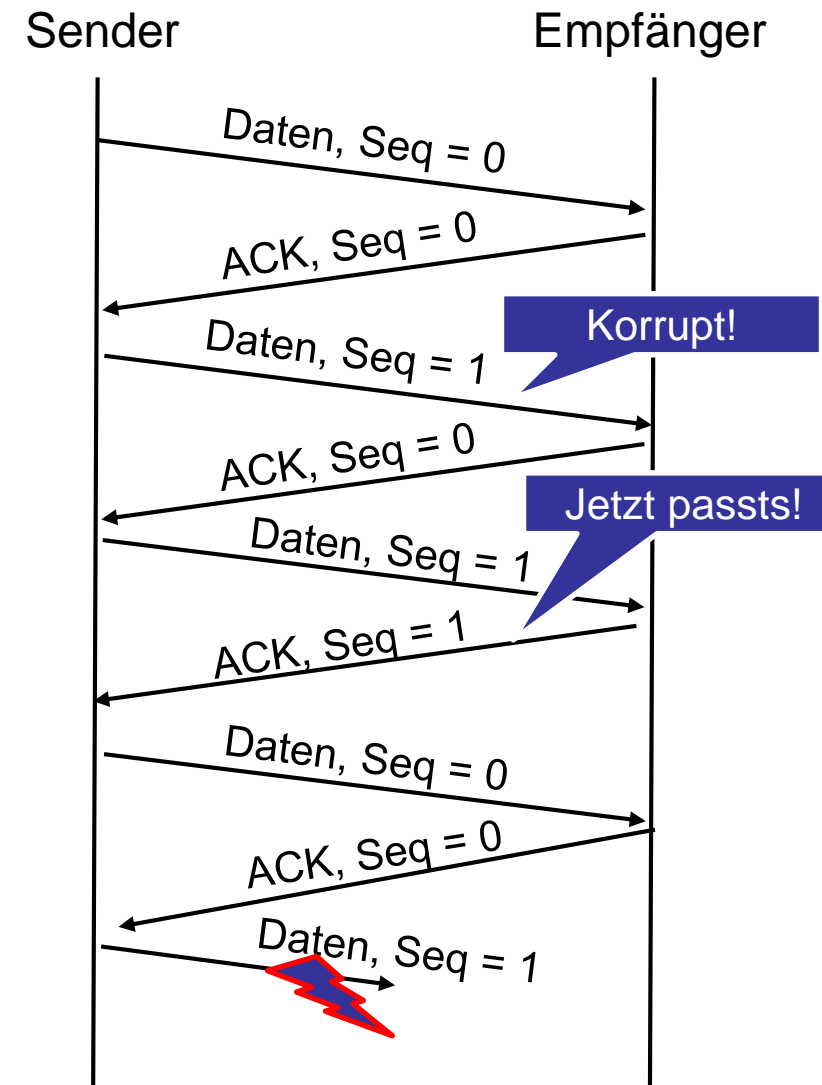 Sender
Empfänger
Daten, Seq = 0
ACK, Seq = 0
Korrupt!
Daten, Seq = 1
ACK, Seq = 0
Jetzt passts!
Daten, Seq = 1
ACK, Seq = 1
Daten, Seq = 0
ACK, Seq = 0
Daten, Seq = 1